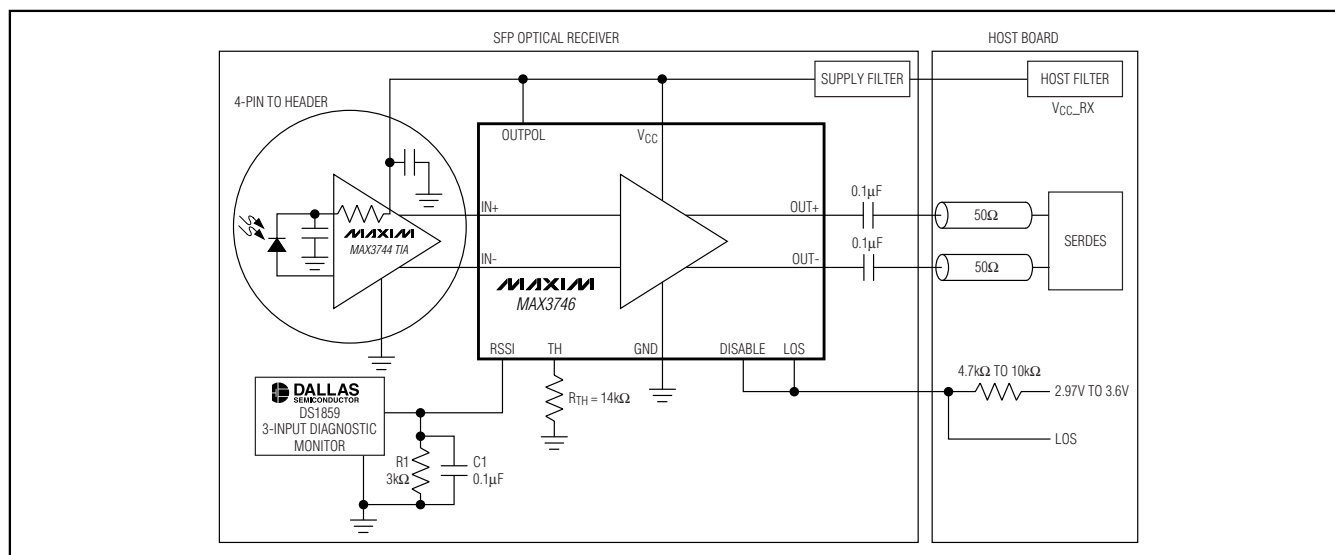 SFP OPTICAL RECEIVER
HOST BOARD
SUPPLY FILTER
HOST FILTER
VCC_RX
4-PIN TO HEADER
OUTPOL
VCC
MAXIM
MAX3744 TIA
IN+
IN-
MAXIM
MAX3746
OUT+
OUT-
0.1µF
0.1µF
50Ω
50Ω
SERDES
RSSI
TH
GND
DISABLE
LOS
RTH = 14kΩ
4.7kΩ TO 10kΩ
2.97V TO 3.6V
LOS
DALLAS
SEMICONDUCTOR
DS1859
3-INPUT DIAGNOSTIC
MONITOR
R1
3kΩ
C1
0.1µF